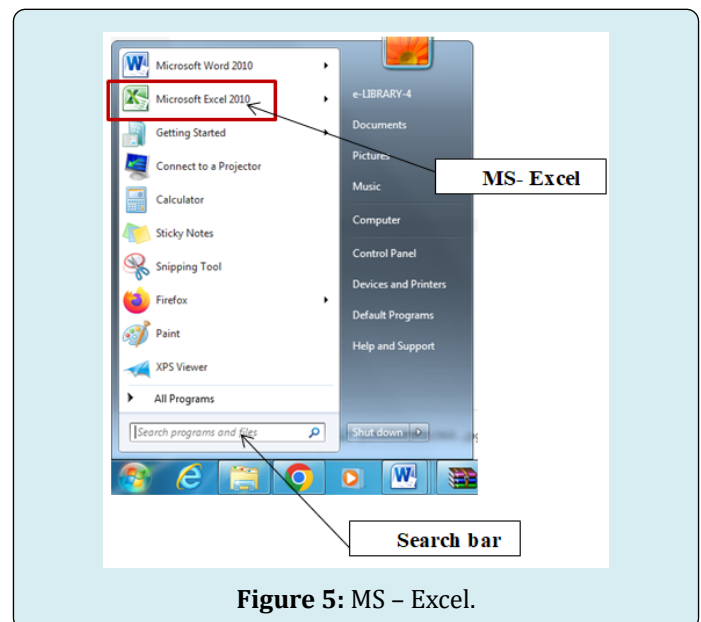 Microsoft Word 2010
Microsoft Excel 2010
Getting Started
Connect to a Projector
Calculator
Sticky Notes
Snipping Tool
Firefox
Paint
XPS Viewer
All Programs
Search programs and files
e-LIBRARY-4
Documents
Pictures
Music
Computer
Control Panel
Devices and Printers
Default Programs
Help and Support
Shut down
MS- Excel
Search bar
Figure 5: MS – Excel.